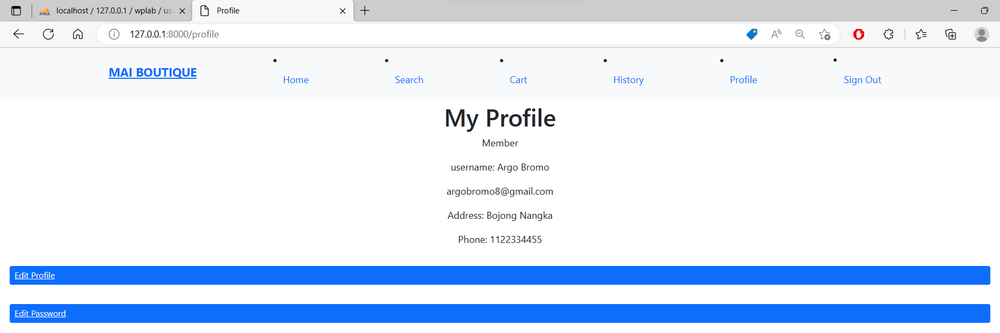 localhost / 127.0.0.1 / wplab / us
Profile
127.0.0.1:8000/profile
MAI BOUTIQUE
Home
Search
Cart
History
Profile
Sign Out
My Profile
Member
username: Argo Bromo
argobromo8@gmail.com
Address: Bojong Nangka
Phone: 1122334455
Edit Profile
Edit Password